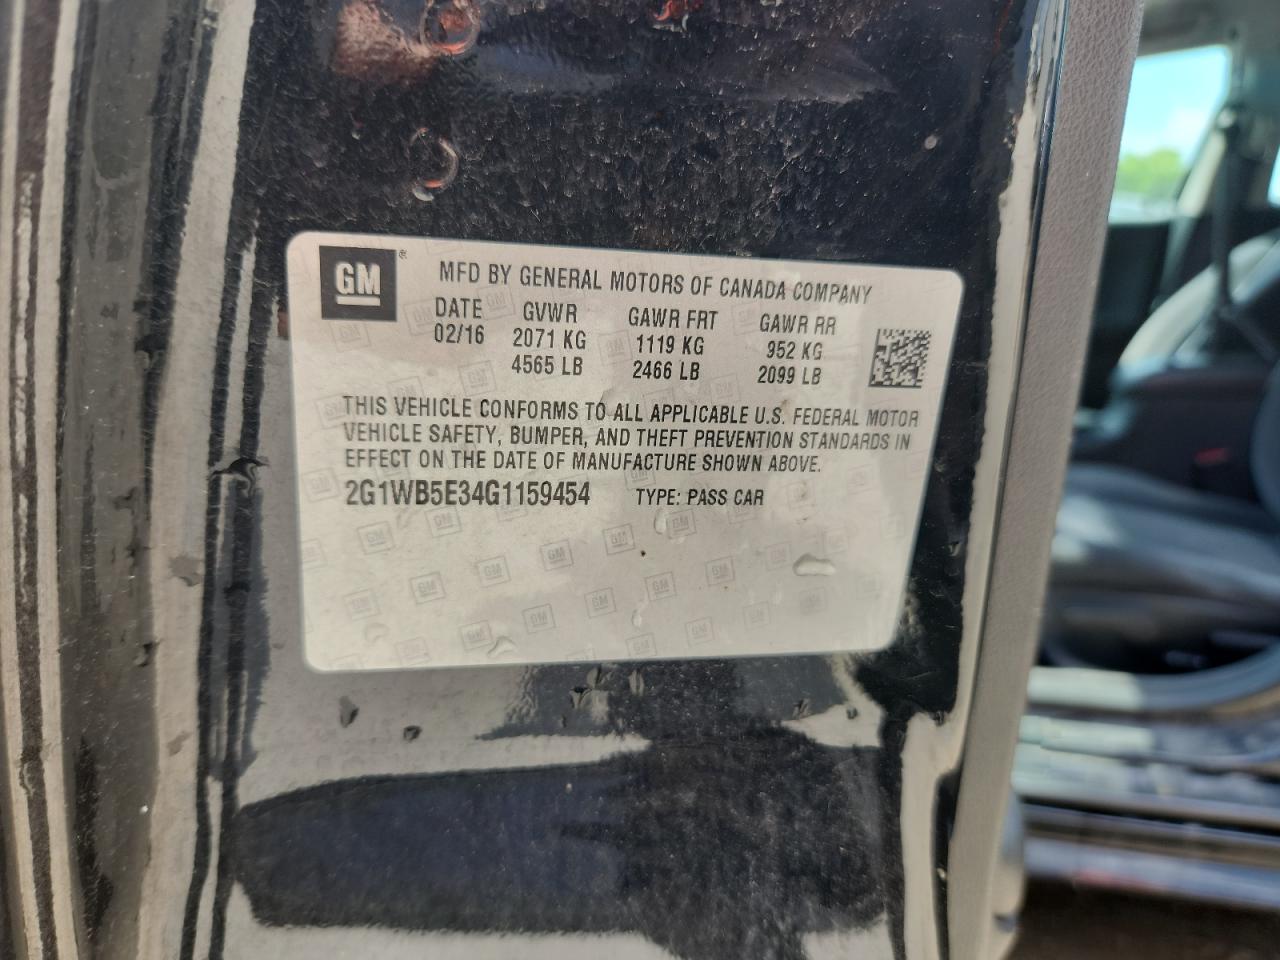 GM ®
MFD BY GENERAL MOTORS OF CANADA COMPANY
DATE GVWR GAWR FRT GAWR RR
02/16 2071 KG 1119 KG 952 KG
4565 LB 2466 LB 2099 LB
THIS VEHICLE CONFORMS TO ALL APPLICABLE U.S. FEDERAL MOTOR
VEHICLE SAFETY, BUMPER, AND THEFT PREVENTION STANDARDS IN
EFFECT ON THE DATE OF MANUFACTURE SHOWN ABOVE.
2G1WB5E34G1159454 TYPE: PASS CAR